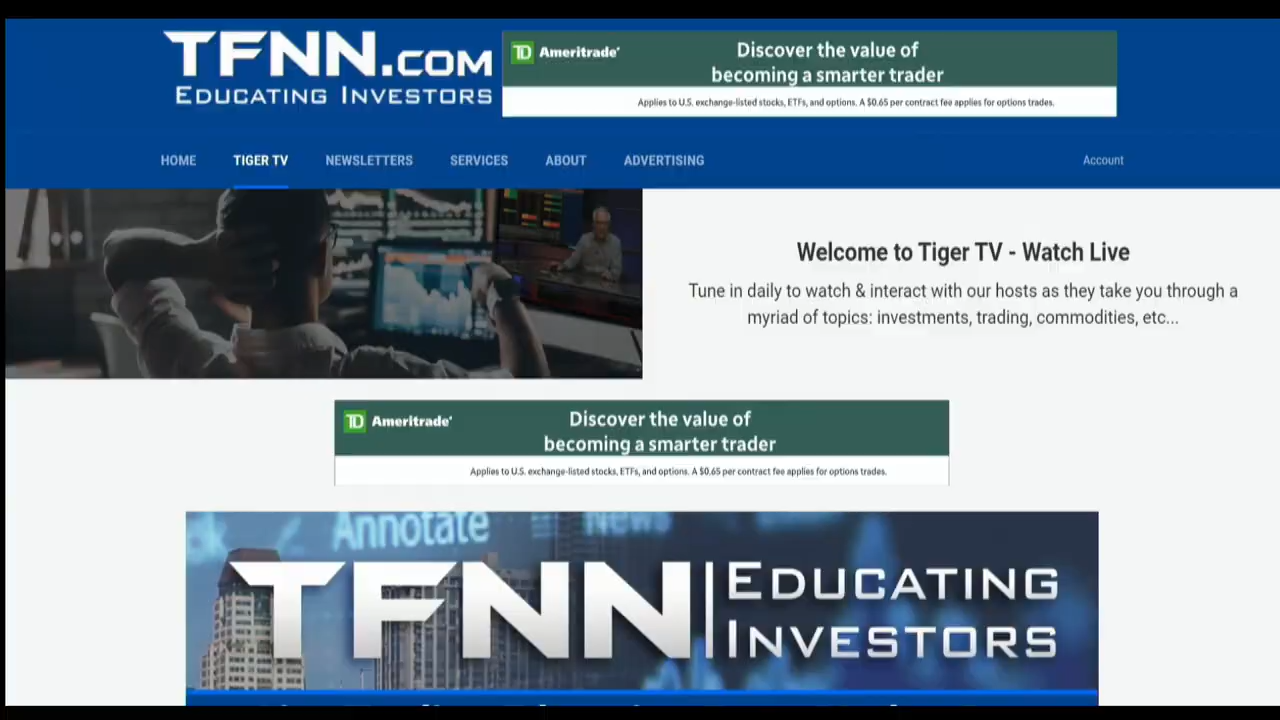 TFNN.COM
EDUCATING INVESTORS
TD Ameritrade
Discover the value of
becoming a smarter trader
Applies to U.S. exchange-listed stocks, ETFs, and options. A $0.65 per contract fee applies for options trades.
HOME
TIGER TV
NEWSLETTERS
SERVICES
ABOUT
ADVERTISING
Account
Welcome to Tiger TV - Watch Live
Tune in daily to watch & interact with our hosts as they take you through a
myriad of topics: investments, trading, commodities, etc...
TD Ameritrade
Discover the value of
becoming a smarter trader
Applies to U.S. exchange-listed stocks, ETFs, and options. A $0.65 per contract fee applies for options trades.
Annotate
News
TFNN
EDUCATING
INVESTORS